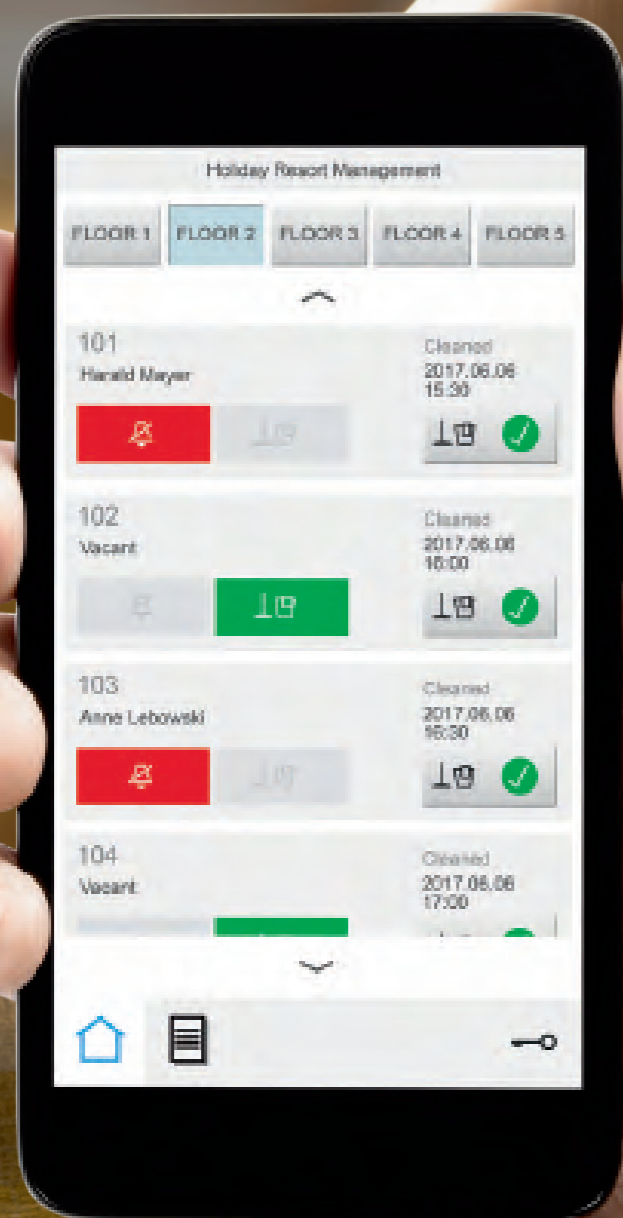 Holiday Resort Management
FLOOR 1 FLOOR 2 FLOOR 3 FLOOR 4 FLOOR 5
101
Harald Mayer
Cleaned
2017.06.06
15:30
102
Vacant
Cleaned
2017.06.06
16:00
103
Anne Lebowski
Cleaned
2017.06.06
16:30
104
Vacant
Cleaned
2017.06.06
17:00